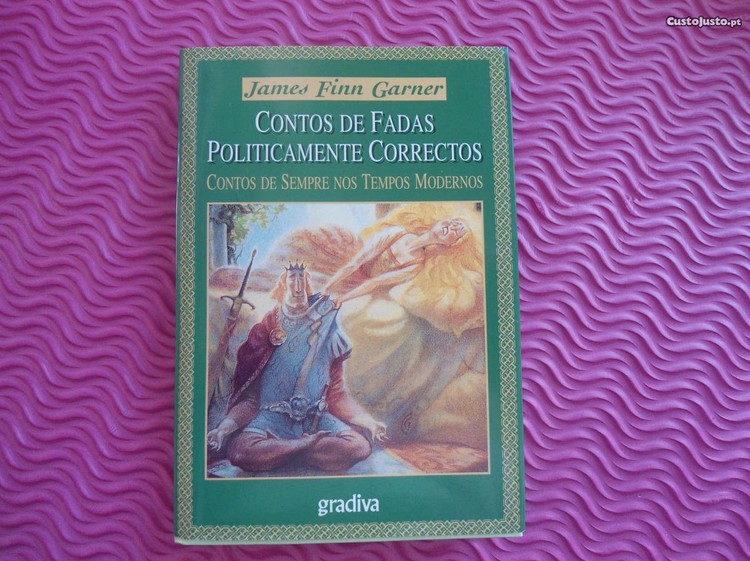 CustoJusto.pt
James Finn Garner
CONTOS DE FADAS
POLITICAMENTE CORRECTOS
CONTOS DE SEMPRE NOS TEMPOS MODERNOS
gradiva